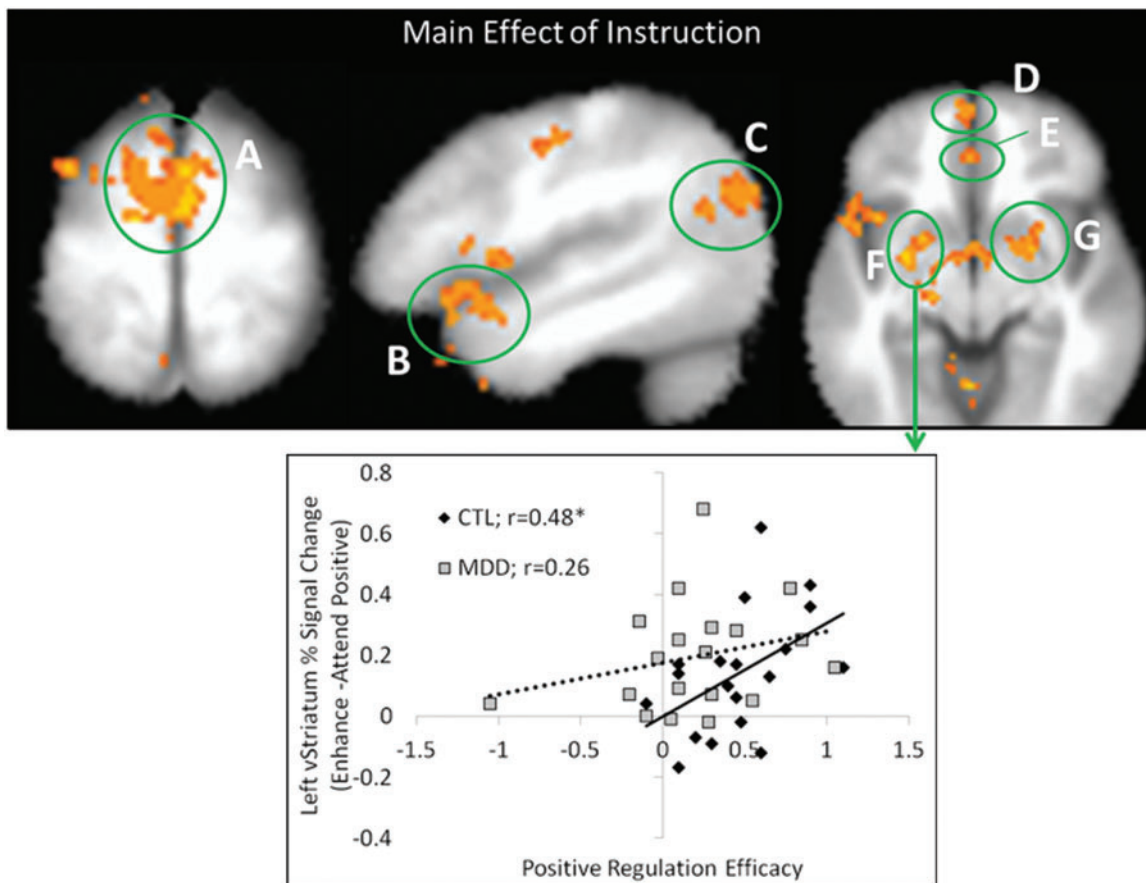 Main Effect of Instruction
A
B
C
D
E
F
G
Left vStriatum % Signal Change
(Enhance -Attend Positive)
0.8
0.6
0.4
0.2
0
-0.2
-0.4
CTL; r=0.48*
MDD; r=0.26
-1.5
-1
-0.5
0
0.5
1
1.5
Positive Regulation Efficacy